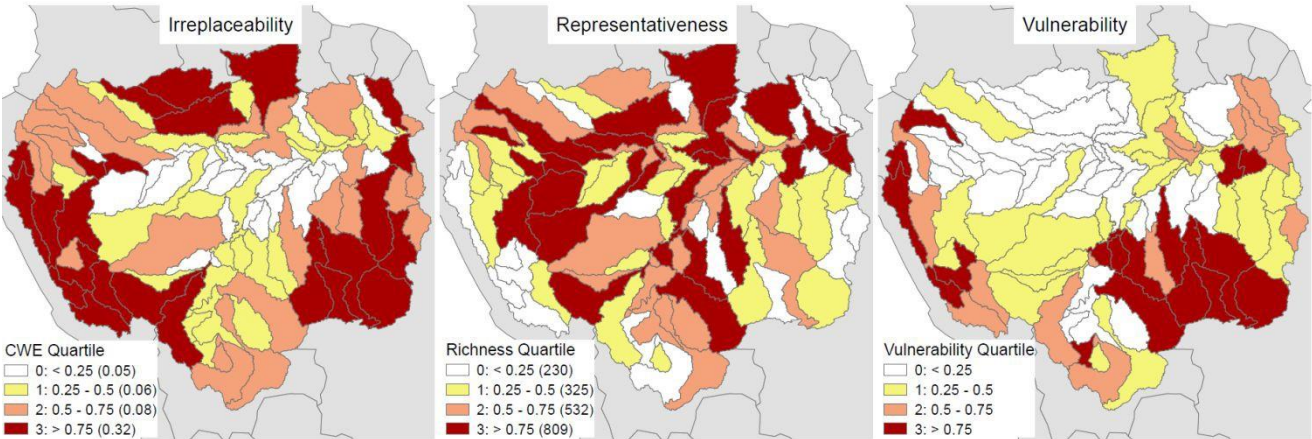 Irreplaceability
CWE Quartile
0: < 0.25 (0.05)
1: 0.25 - 0.5 (0.06)
2: 0.5 - 0.75 (0.08)
3: > 0.75 (0.32)
Representativeness
Richness Quartile
0: < 0.25 (230)
1: 0.25 - 0.5 (325)
2: 0.5 - 0.75 (532)
3: > 0.75 (809)
Vulnerability
Vulnerability Quartile
0: < 0.25
1: 0.25 - 0.5
2: 0.5 - 0.75
3: > 0.75